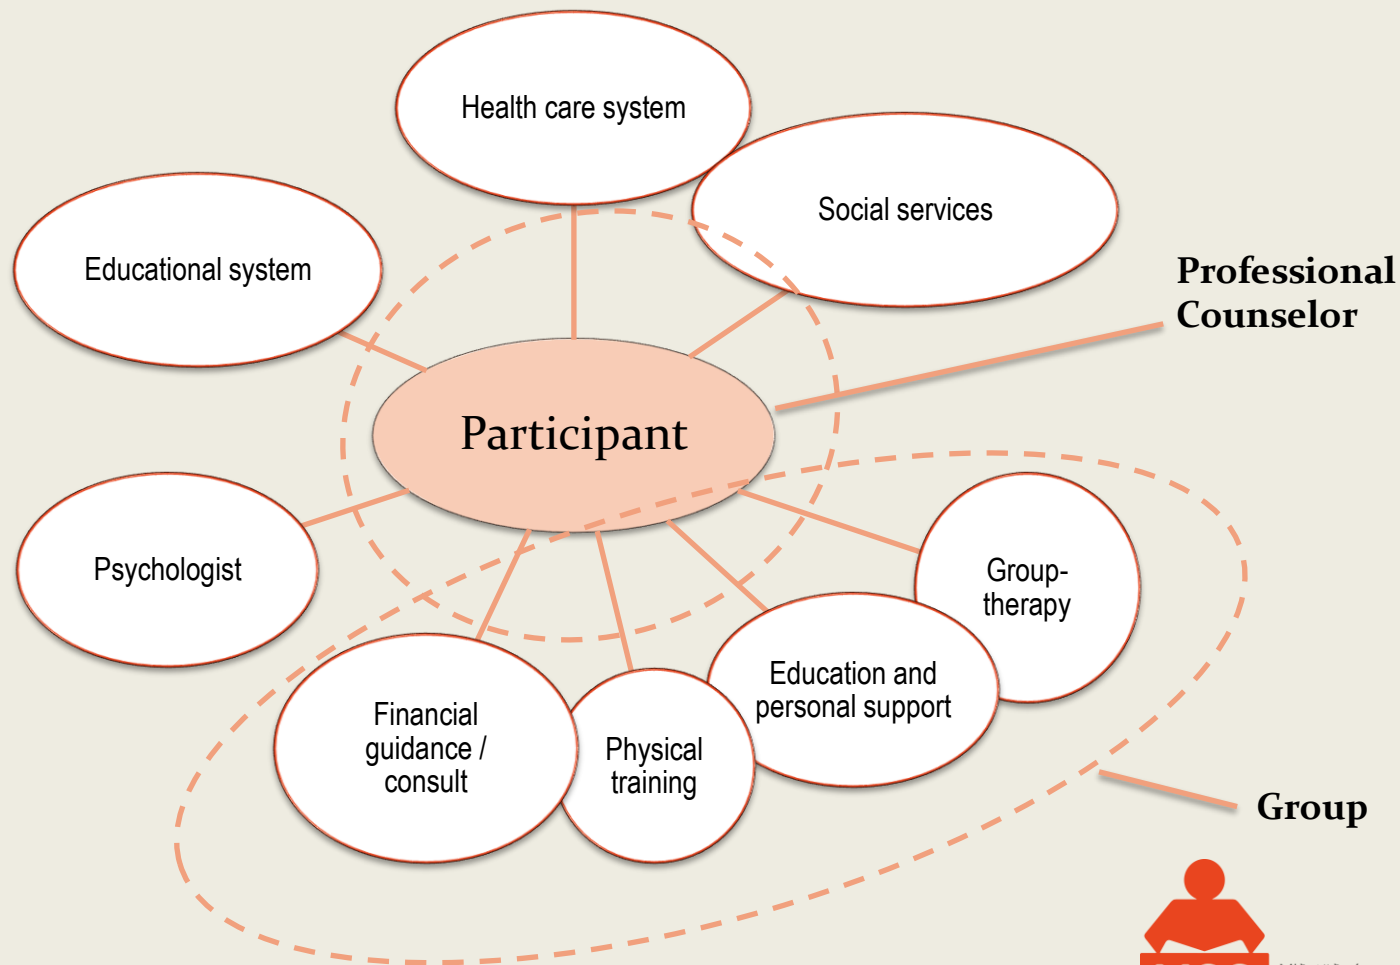 Health care system
Social services
Educational system
Professional
Counselor
Participant
Psychologist
Group-
therapy
Education and
personal support
Financial
guidance /
consult
Physical
training
Group